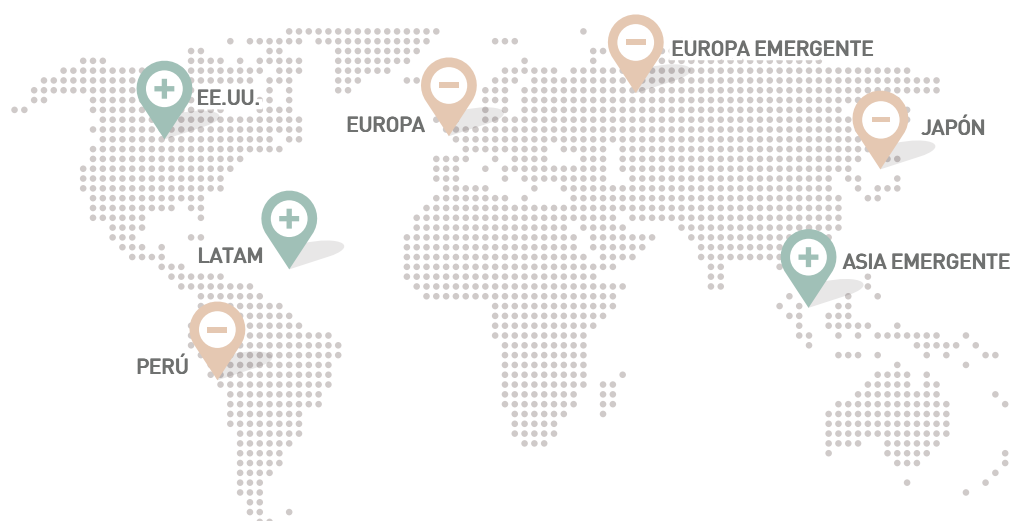 EUROPA EMERGENTE
EE.UU.
EUROPA
JAPÓN
LATAM
ASIA EMERGENTE
PERÚ